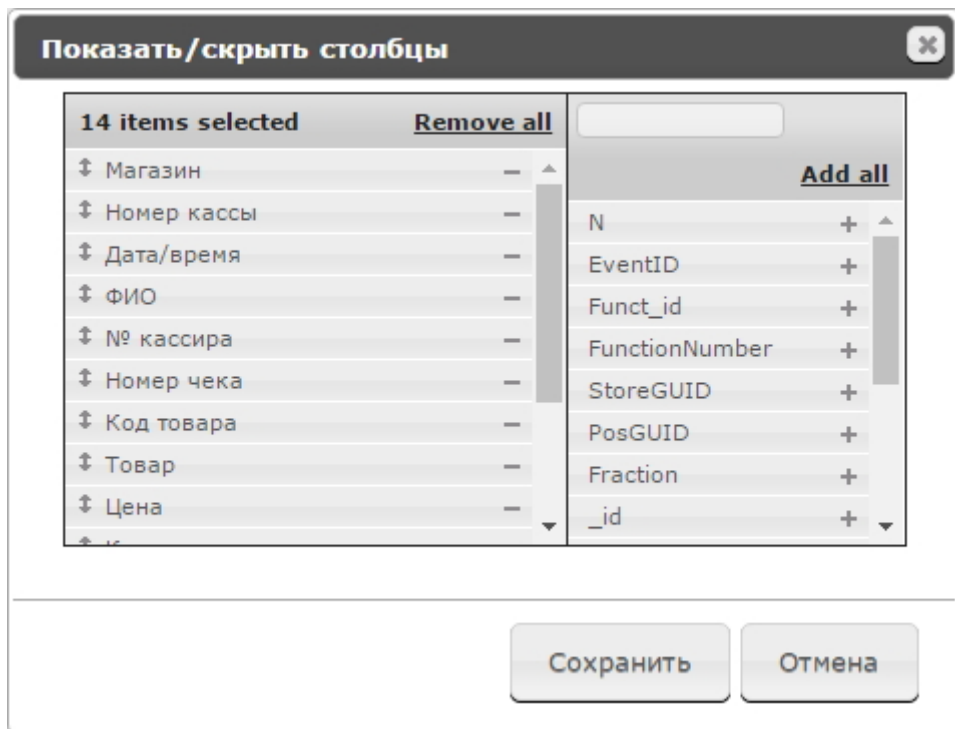 Показать/скрыть столбцы
14 items selected
Remove all
Магазин
Номер кассы
Дата/время
ФИО
№ кассира
Номер чека
Код товара
Товар
Цена
Add all
N
EventID
Funct_id
FunctionNumber
StoreGUID
PosGUID
Fraction
_id
Сохранить
Отмена